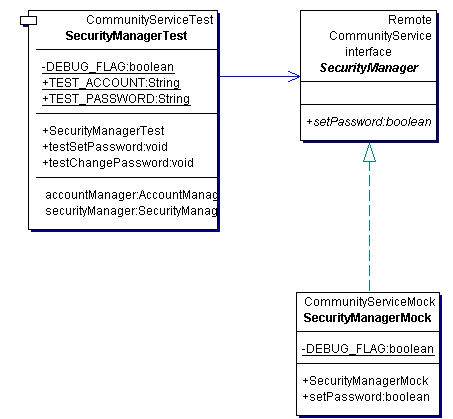 CommunityServiceTest
SecurityManagerTest
-DEBUG_FLAG:boolean
+TEST_ACCOUNT:String
+TEST_PASSWORD:String
+SecurityManagerTest
+testSetPassword:void
+testChangePassword:void
accountManager:AccountManag
securityManager:SecurityManag
Remote
CommunityService
interface
SecurityManager
+setPassword:boolean
CommunityServiceMock
SecurityManagerMock
-DEBUG_FLAG:boolean
+SecurityManagerMock
+setPassword:boolean